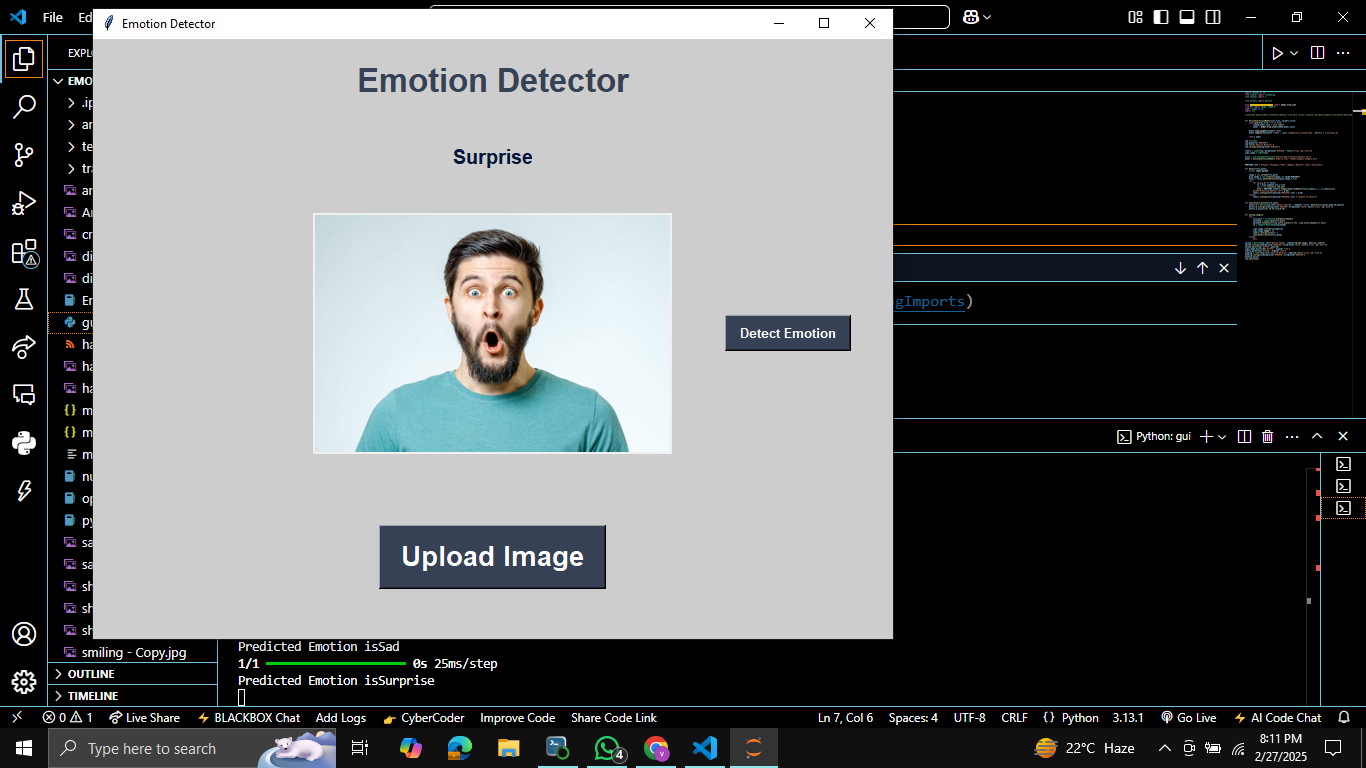 File
Ed
Emotion Detector
EXPL
EMO
.ip
ar
te
tra
ar
Ar
cr
di
di
Er
gu
ha
ha
ha
m
m
m
nu
op
py
sa
sa
sh
sh
sh
smiling - Copy.jpg
OUTLINE
TIMELINE
Emotion Detector
Surprise
Detect Emotion
Upload Image
gImports)
Python: gui
Predicted Emotion isSad
1/1 0s 25ms/step
Predicted Emotion isSurprise
0 1 Live Share BLACKBOX Chat Add Logs CyberCoder Improve Code Share Code Link Ln 7, Col 6 Spaces: 4 UTF-8 CRLF {} Python 3.13.1 Go Live AI Code Chat
Type here to search
4
22°C Haze
8:11 PM
2/27/2025